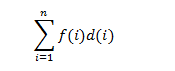 n
∑ f(i)d(i)
i=1